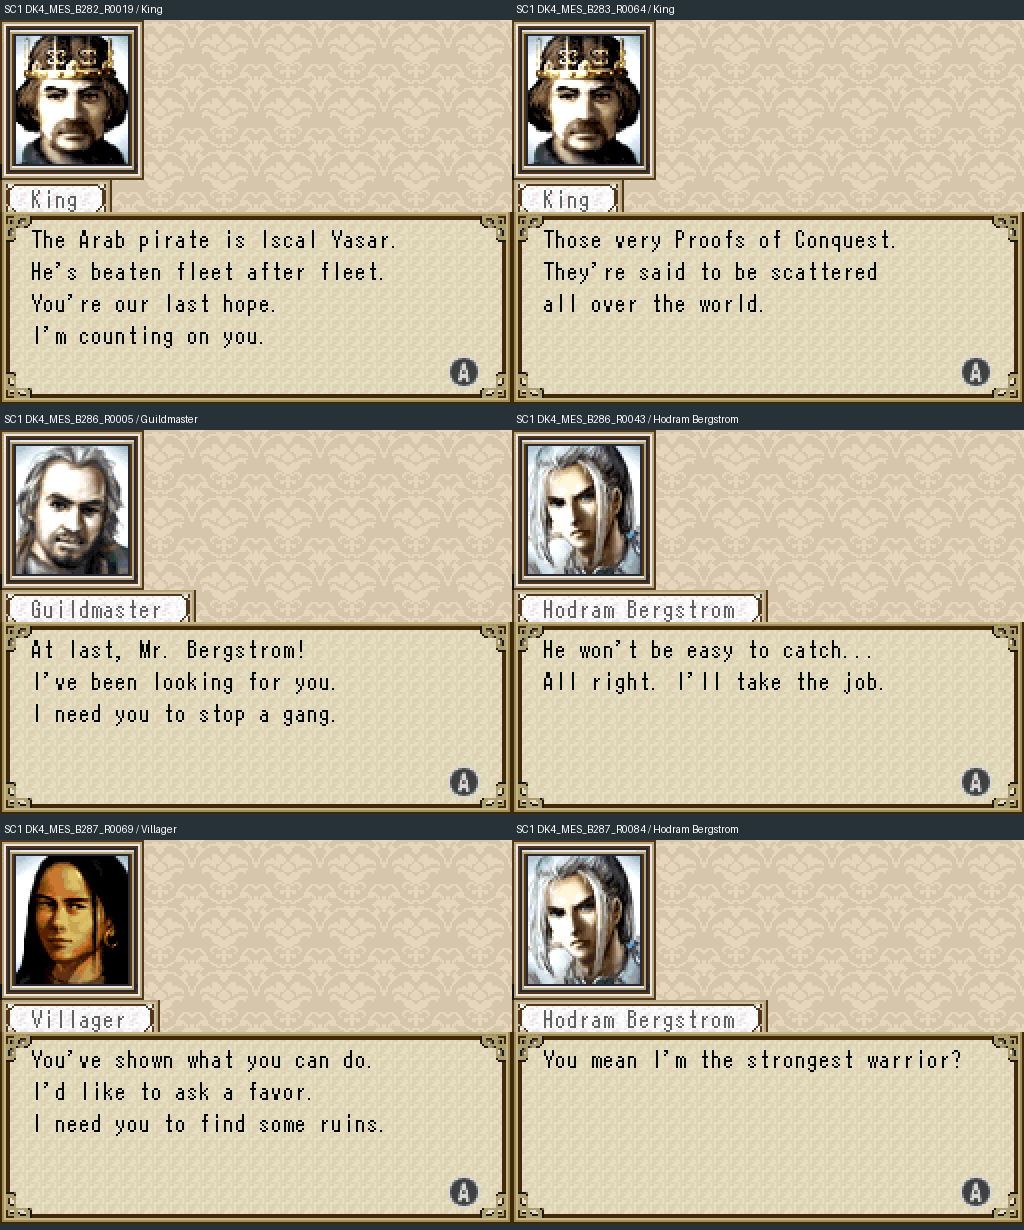 SC1 DK4_MES_B282_R0019 / King
King
The Arab pirate is Iscal Yasar.
He's beaten fleet after fleet.
You're our last hope.
I'm counting on you.
A
SC1 DK4_MES_B283_R0064 / King
King
Those very Proofs of Conquest.
They're said to be scattered
all over the world.
A
SC1 DK4_MES_B286_R0005 / Guildmaster
Guildmaster
At last, Mr. Bergstrom!
I've been looking for you.
I need you to stop a gang.
A
SC1 DK4_MES_B286_R0043 / Hodram Bergstrom
Hodram Bergstrom
He won't be easy to catch...
All right. I'll take the job.
A
SC1 DK4_MES_B287_R0069 / Villager
Villager
You've shown what you can do.
I'd like to ask a favor.
I need you to find some ruins.
A
SC1 DK4_MES_B287_R0084 / Hodram Bergstrom
Hodram Bergstrom
You mean I'm the strongest warrior?
A